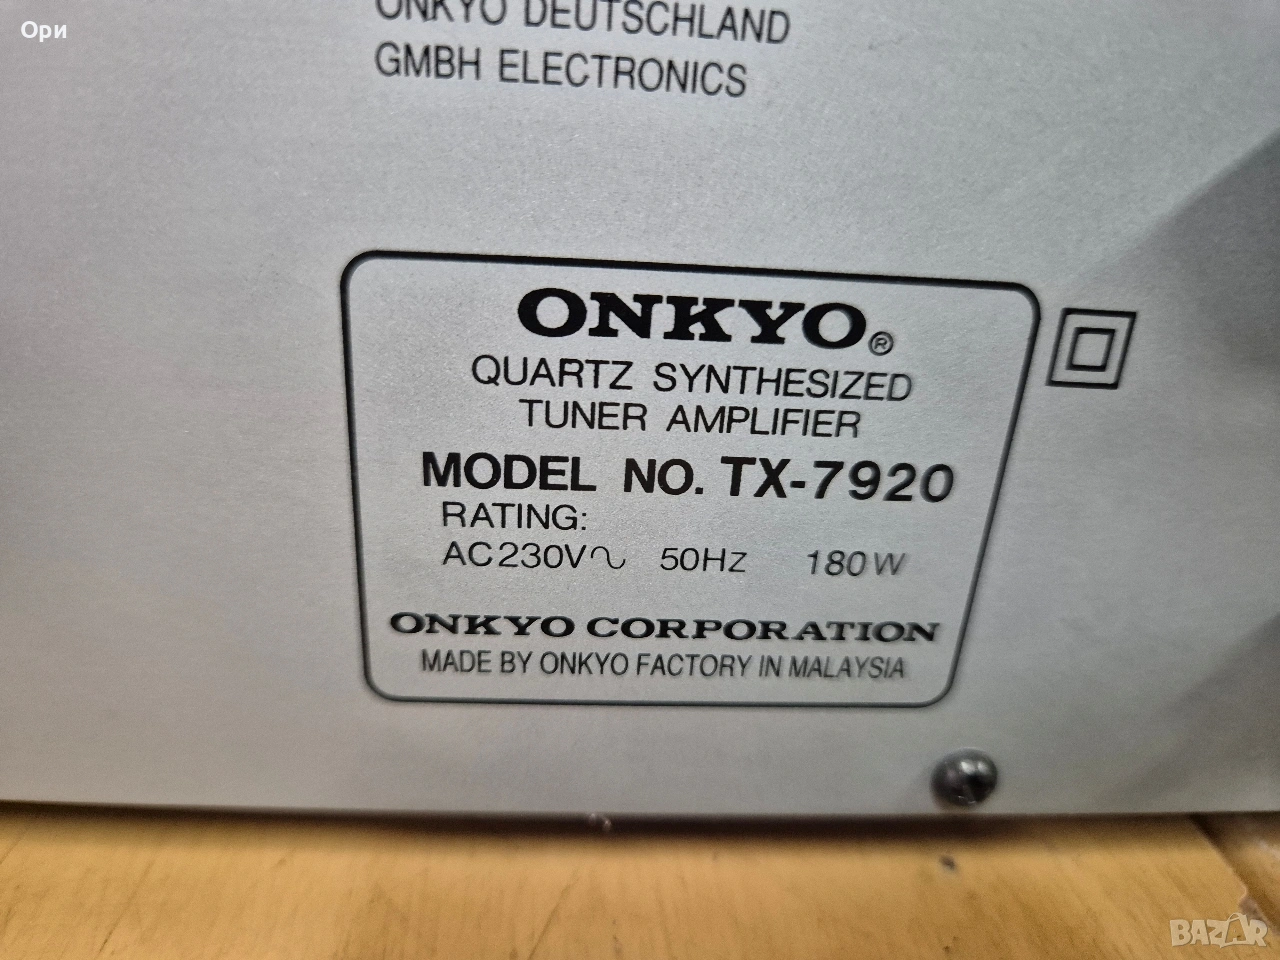 Ори
ONKYO DEUTSCHLAND
GMBH ELECTRONICS
ONKYO®
QUARTZ SYNTHESIZED
TUNER AMPLIFIER
MODEL NO. TX-7920
RATING:
AC230V∿ 50Hz 180W
ONKYO CORPORATION
MADE BY ONKYO FACTORY IN MALAYSIA
BAZAR